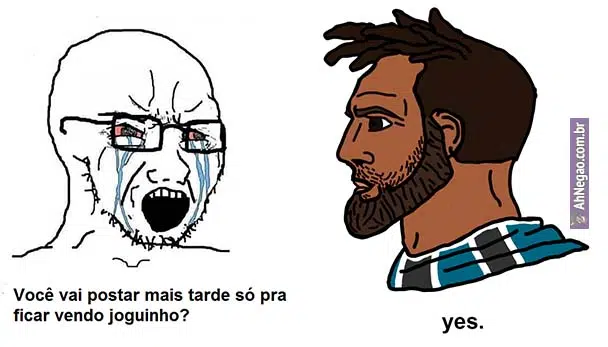 Você vai postar mais tarde só pra
ficar vendo joguinho?
yes.
AhNegao.com.br